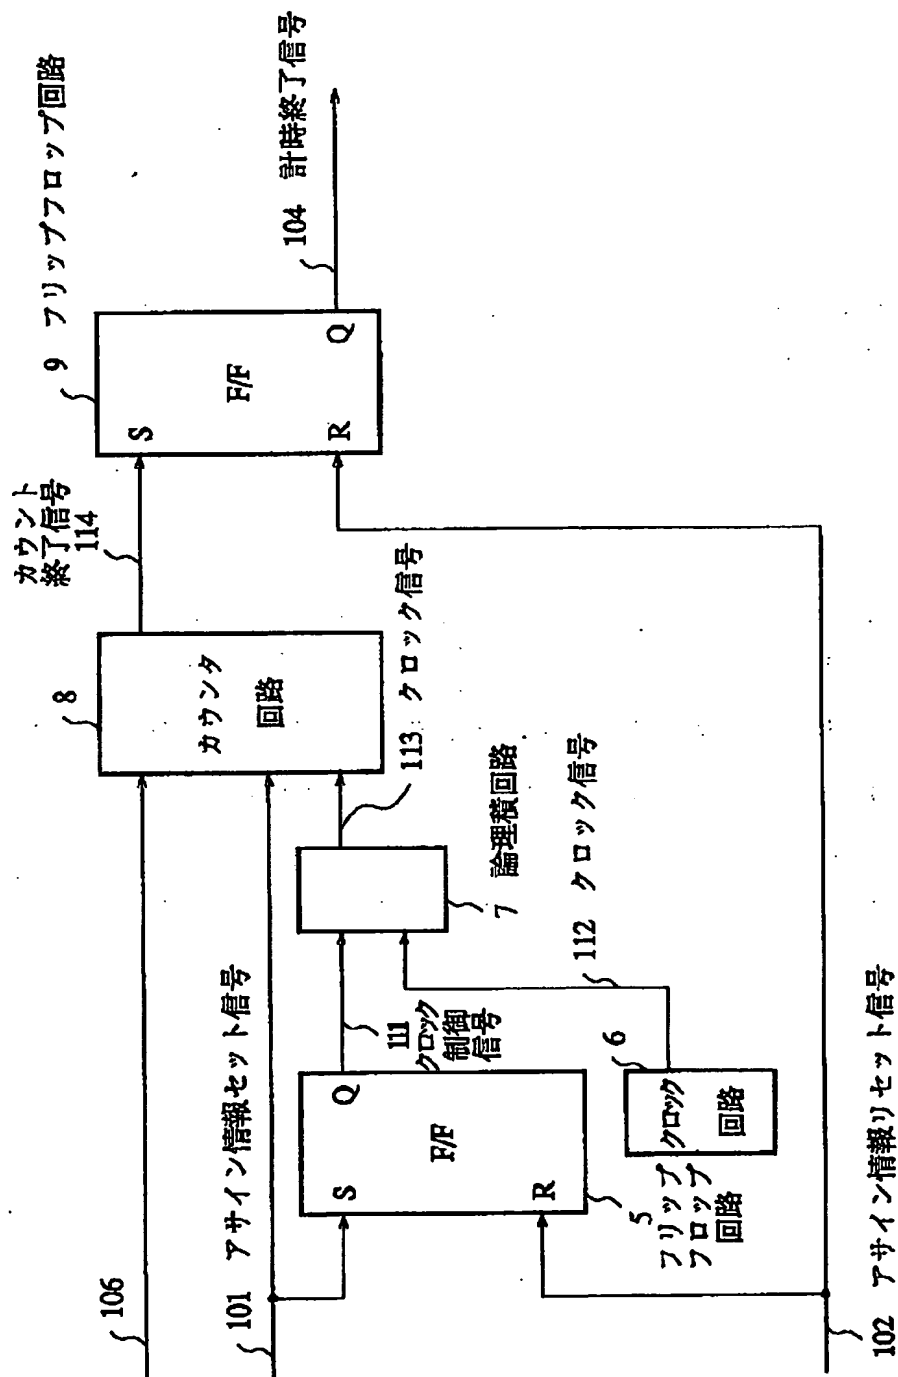 106
101 アサイン情報セット信号
102 アサイン情報リセット信号
S
F/F
Q
R
5
フリップ
フロップ
回路
111
クロック
制御
信号
6
クロック
回路
112 クロック信号
7 論理積回路
113 クロック信号
8
カウンタ
回路
カウント
終了信号
114
9 フリップフロップ回路
S
F/F
R
Q
104 計時終了信号